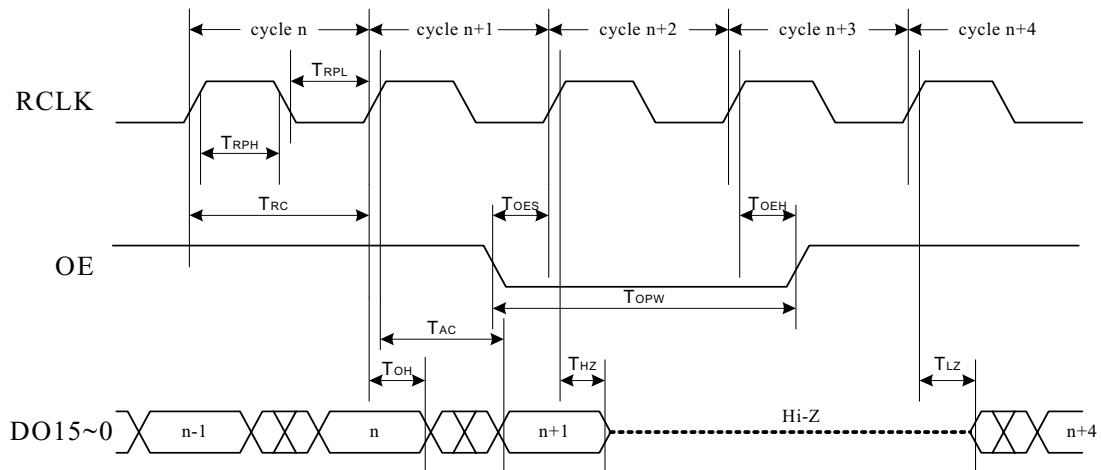 cycle n
cycle n+1
cycle n+2
cycle n+3
cycle n+4
TRPL
RCLK
TRPH
TRC
TOES
TOEH
OE
TOPW
TAC
TOH
THZ
TLZ
DO15~0
n-1
n
n+1
Hi-Z
n+4